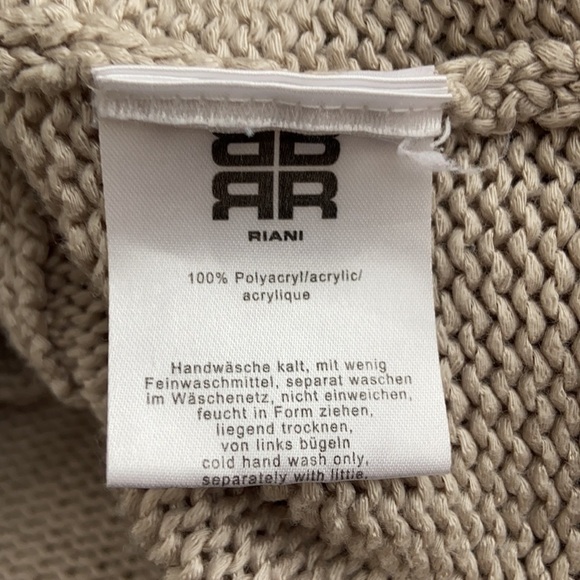 RR
RIANI
100% Polyacryl/acrylic/
acrylique
Handwäsche kalt, mit wenig
Feinwaschmittel, separat waschen
im Wäschenetz, nicht einweichen,
feucht in Form ziehen,
liegend trocknen,
von links bügeln
cold hand wash only,
separately with little,